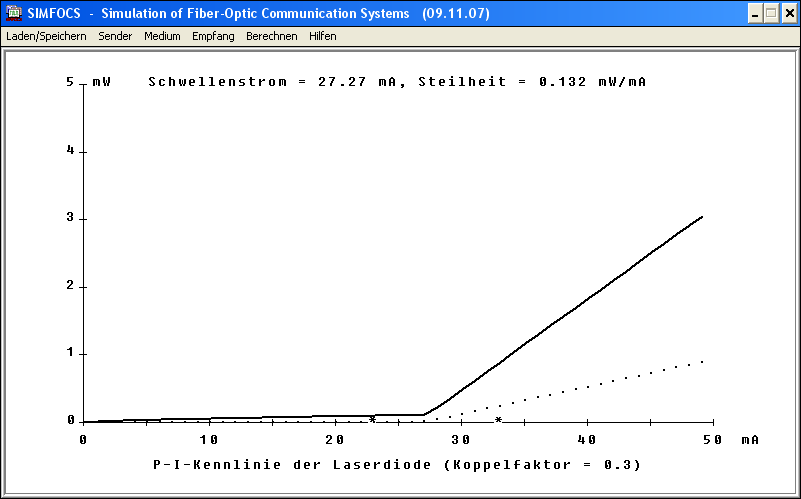 SIMFOCS - Simulation of Fiber-Optic Communication Systems (09.11.07)
Laden/Speichern Sender Medium Empfang Berechnen Hilfen
5 mW Schwellenstrom = 27.27 mA, Steilheit = 0.132 mW/mA
4
3
2
1
0
* *
0 10 20 30 40 50 mA
P-I-Kennlinie der Laserdiode (Koppelfaktor = 0.3)